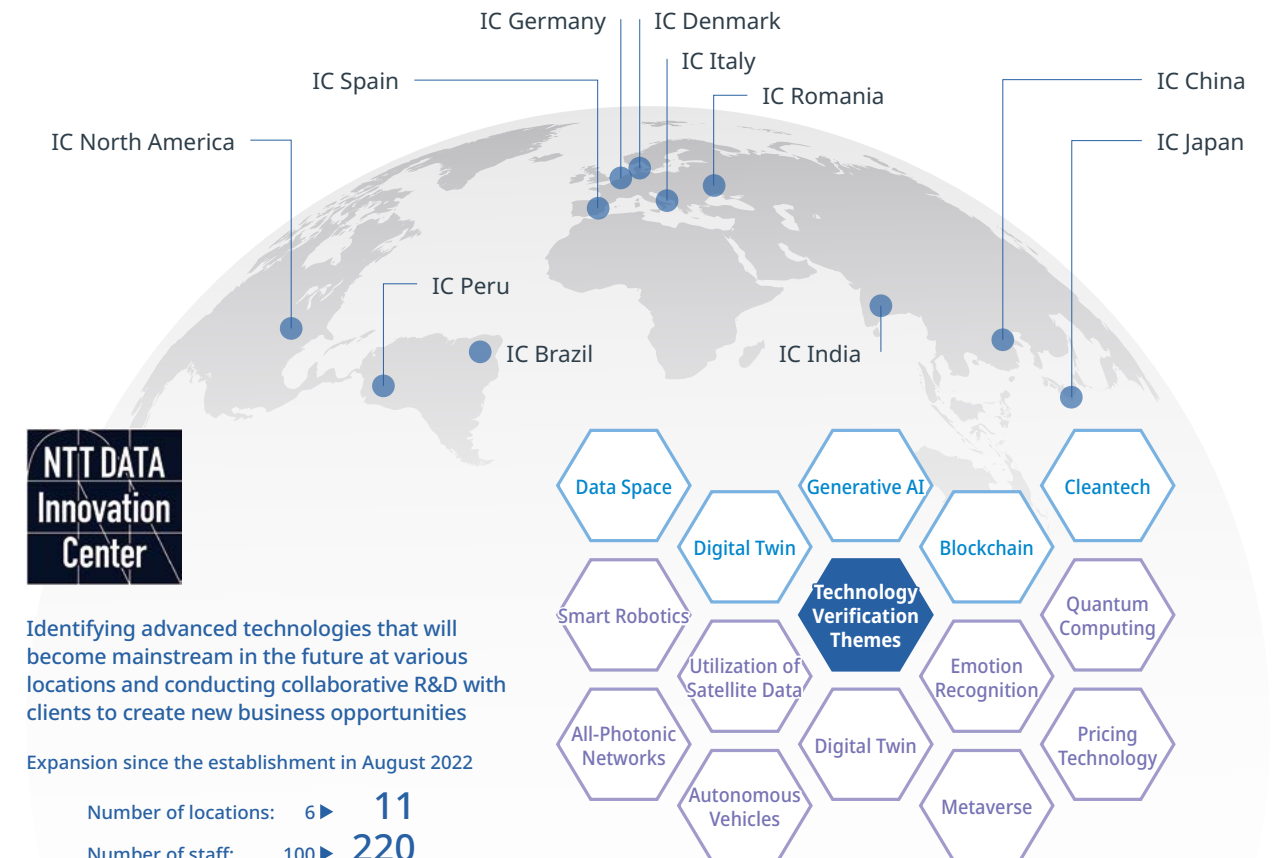 IC Germany
IC Denmark
IC Italy
IC Spain
IC Romania
IC China
IC North America
IC Japan
IC Peru
IC Brazil
IC India
NTT DATA
Innovation
Center
Identifying advanced technologies that will
become mainstream in the future at various
locations and conducting collaborative R&D with
clients to create new business opportunities
Expansion since the establishment in August 2022
Number of locations: 6 ▶ 11
Number of staff: 100 ▶ 220
Data Space
Generative AI
Cleantech
Digital Twin
Blockchain
Technology
Verification
Themes
Smart Robotics
Quantum
Computing
Utilization of
Satellite Data
Emotion
Recognition
All-Photonic
Networks
Digital Twin
Pricing
Technology
Autonomous
Vehicles
Metaverse